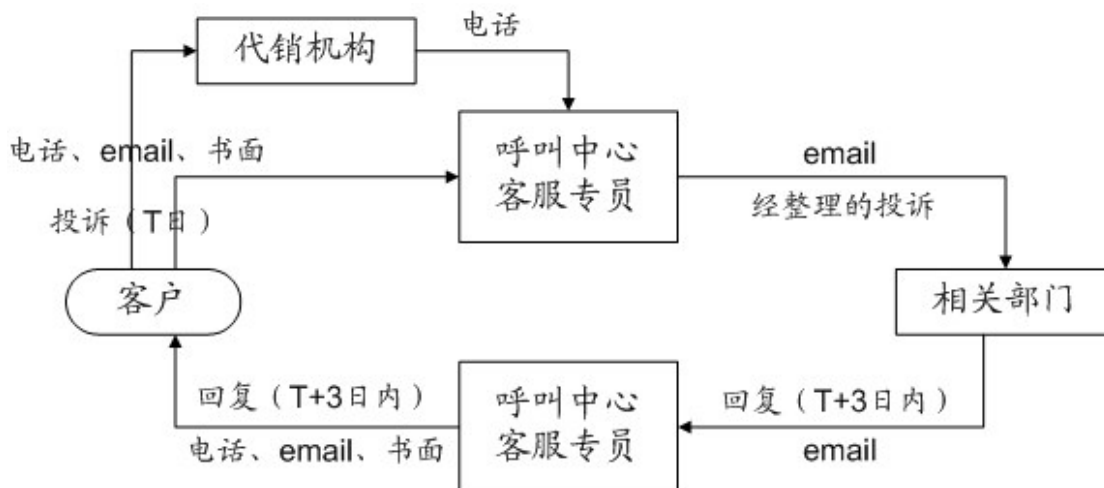 代销机构
电话
电话、email、书面
投诉（T日）
呼叫中心
客服专员
email
经整理的投诉
客户
相关部门
回复（T+3日内）
电话、email、书面
呼叫中心
客服专员
回复（T+3日内）
email